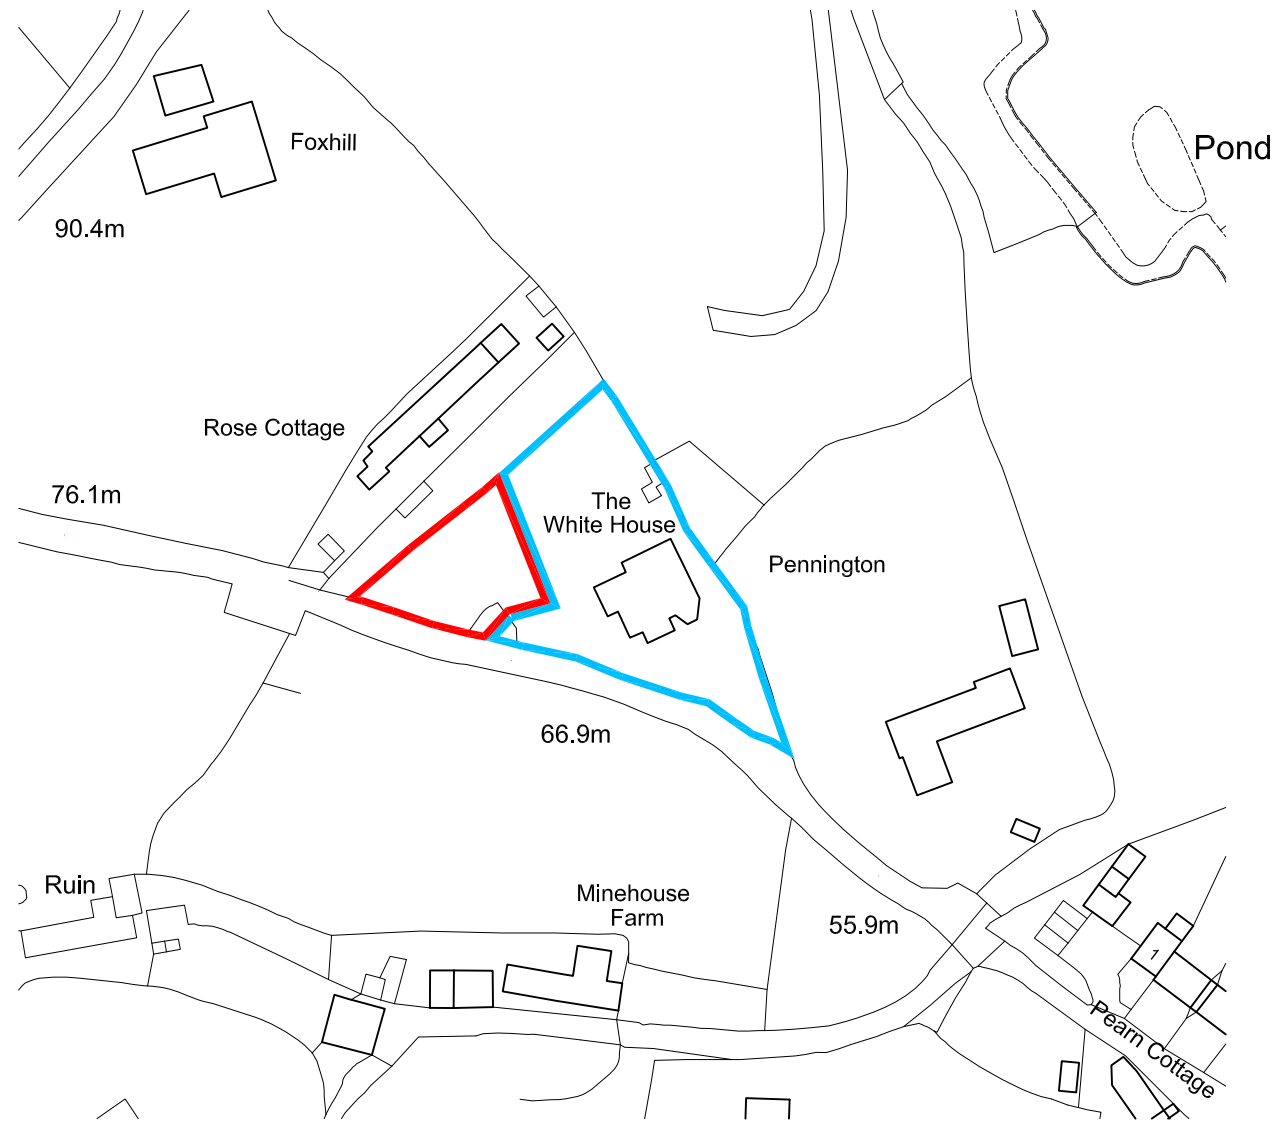 Foxhill
Pond
90.4m
Rose Cottage
76.1m
The
White House
Pennington
66.9m
Ruin
Minehouse
Farm
55.9m
1
Pearn Cottage